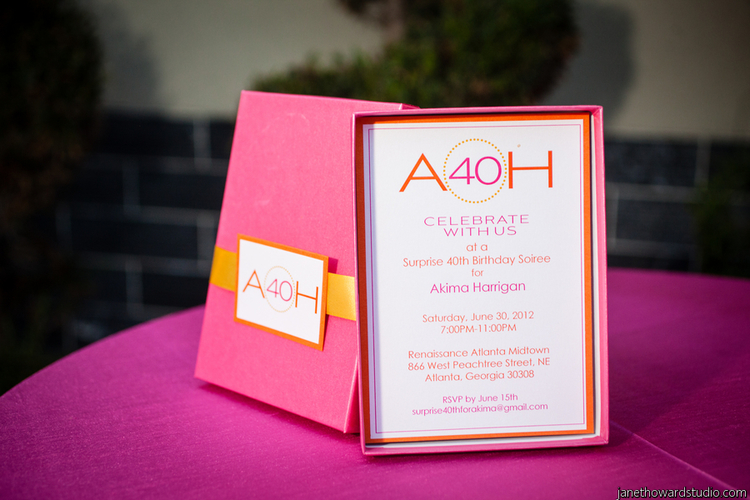 A 40 H
A 40 H
CELEBRATE
WITH US
at a
Surprise 40th Birthday Soiree
for
Akima Harrigan
Saturday, June 30, 2012
7:00PM-11:00PM
Renaissance Atlanta Midtown
866 West Peachtree Street, NE
Atlanta, Georgia 30308
RSVP by June 15th
surprise40thforakima@gmail.com
janethowardstudio.com